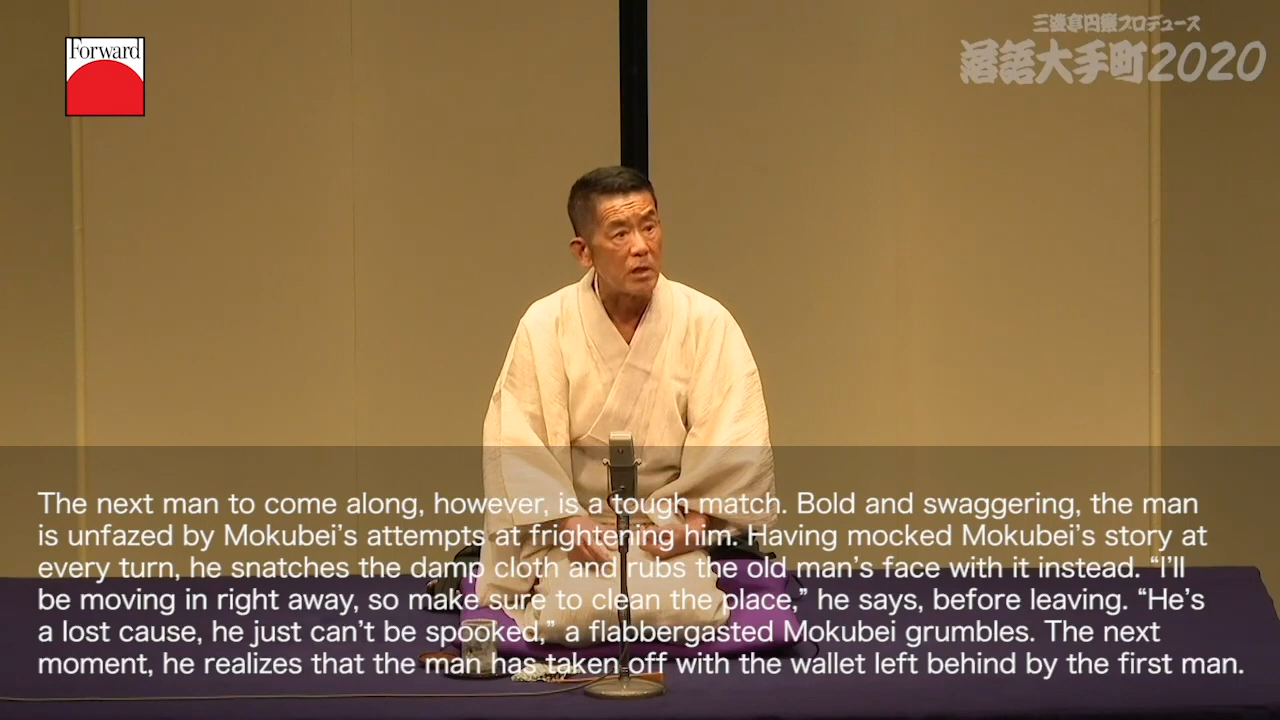 Forward
三遊亭円楽プロデュース
落語大手町2020
The next man to come along, however, is a tough match. Bold and swaggering, the man
is unfazed by Mokubei’s attempts at frightening him. Having mocked Mokubei’s story at
every turn, he snatches the damp cloth and rubs the old man’s face with it instead. “I’ll
be moving in right away, so make sure to clean the place,” he says, before leaving. “He’s
a lost cause, he just can’t be spooked,” a flabbergasted Mokubei grumbles. The next
moment, he realizes that the man has taken off with the wallet left behind by the first man.